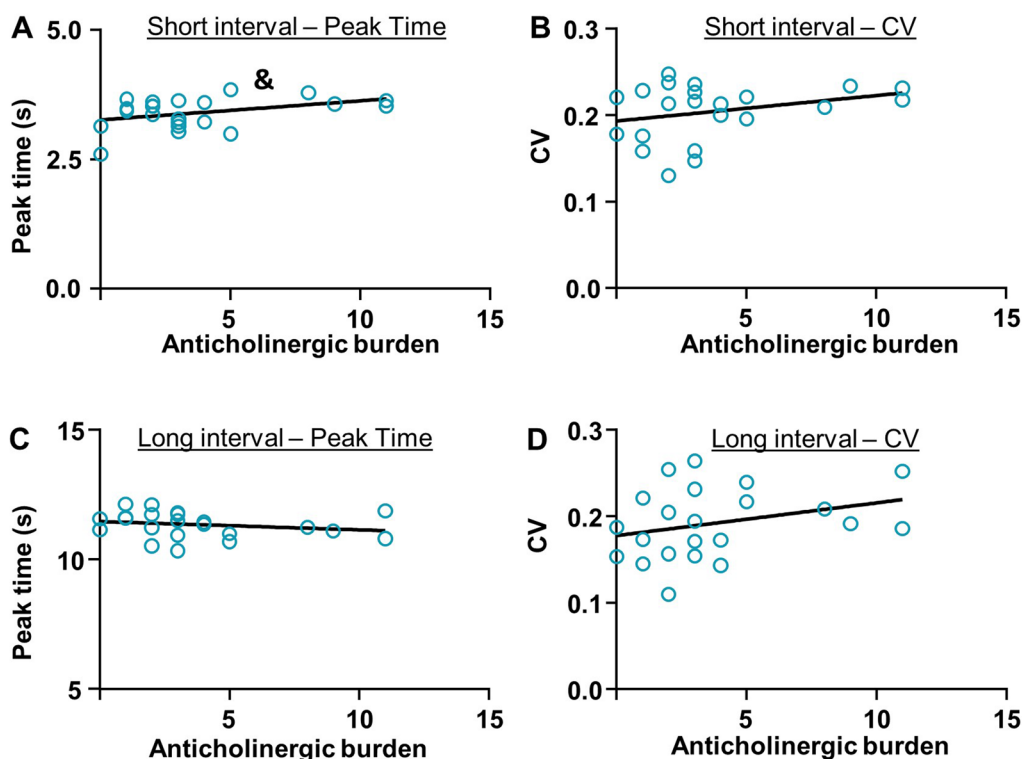 A
Short interval – Peak Time
5.0
2.5
0.0
Peak time (s)
&
5
10
15
Anticholinergic burden
B
Short interval – CV
0.3
0.2
0.1
0.0
CV
5
10
15
Anticholinergic burden
C
Long interval – Peak Time
15
10
5
Peak time (s)
5
10
15
Anticholinergic burden
D
Long interval – CV
0.3
0.2
0.1
0.0
CV
5
10
15
Anticholinergic burden